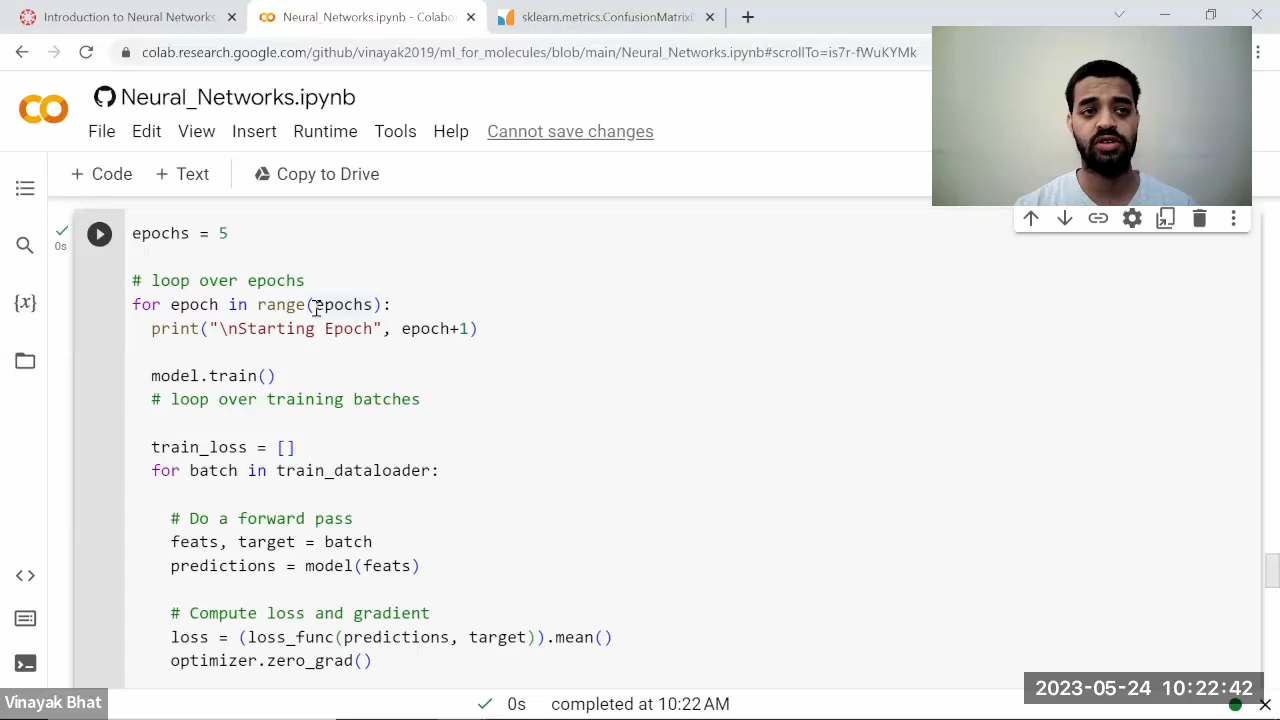 Introduction to Neural Networks
Neural_Networks.ipynb - Colabo
sklearn.metrics.ConfusionMatrixD
colab.research.google.com/github/vinayak2019/ml_for_molecules/blob/main/Neural_Networks.ipynb#scrollTo=is7r-fWuKYMk
Neural_Networks.ipynb
File Edit View Insert Runtime Tools Help Cannot save changes
+ Code + Text Copy to Drive
0s
epochs = 5
# loop over epochs
for epoch in range(epochs):
print("\nStarting Epoch", epoch+1)
model.train()
# loop over training batches
train_loss = []
for batch in train_dataloader:
# Do a forward pass
feats, target = batch
predictions = model(feats)
# Compute loss and gradient
loss = (loss_func(predictions, target)).mean()
optimizer.zero_grad()
{x}
2023-05-24 10:22:42
Vinayak Bhat
0s completed at 10:22 AM